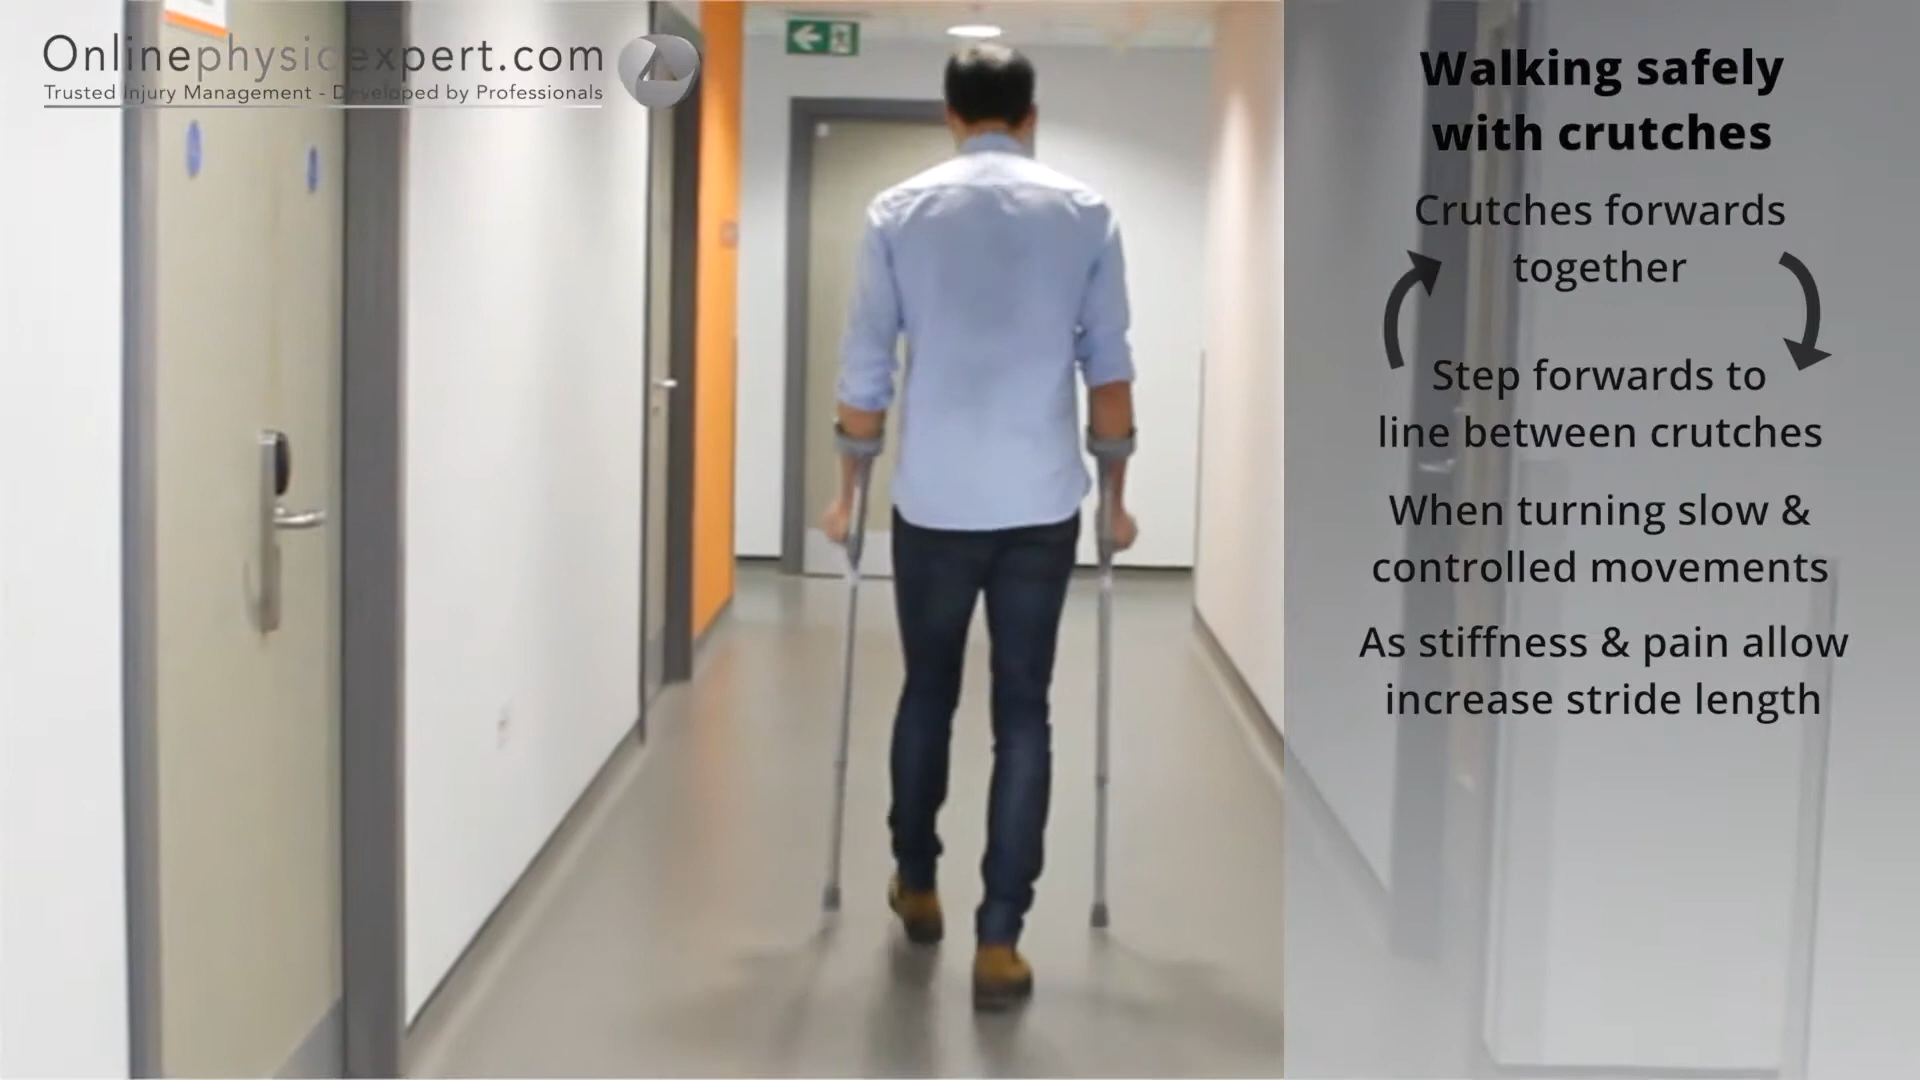 Onlinephysioexpert.com
Trusted Injury Management - Developed by Professionals
Walking safely
with crutches
Crutches forwards
together
Step forwards to
line between crutches
When turning slow &
controlled movements
As stiffness & pain allow
increase stride length